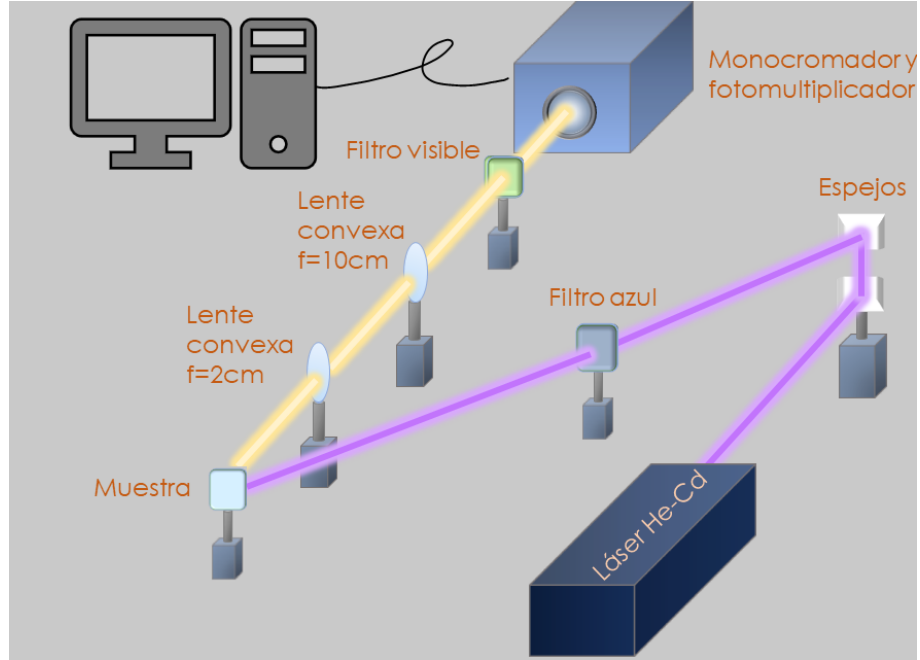 Monocromador y
fotomultiplicador
Filtro visible
Espejos
Lente
convexa
f=10cm
Filtro azul
Lente
convexa
f=2cm
Muestra
Láser He-Cd